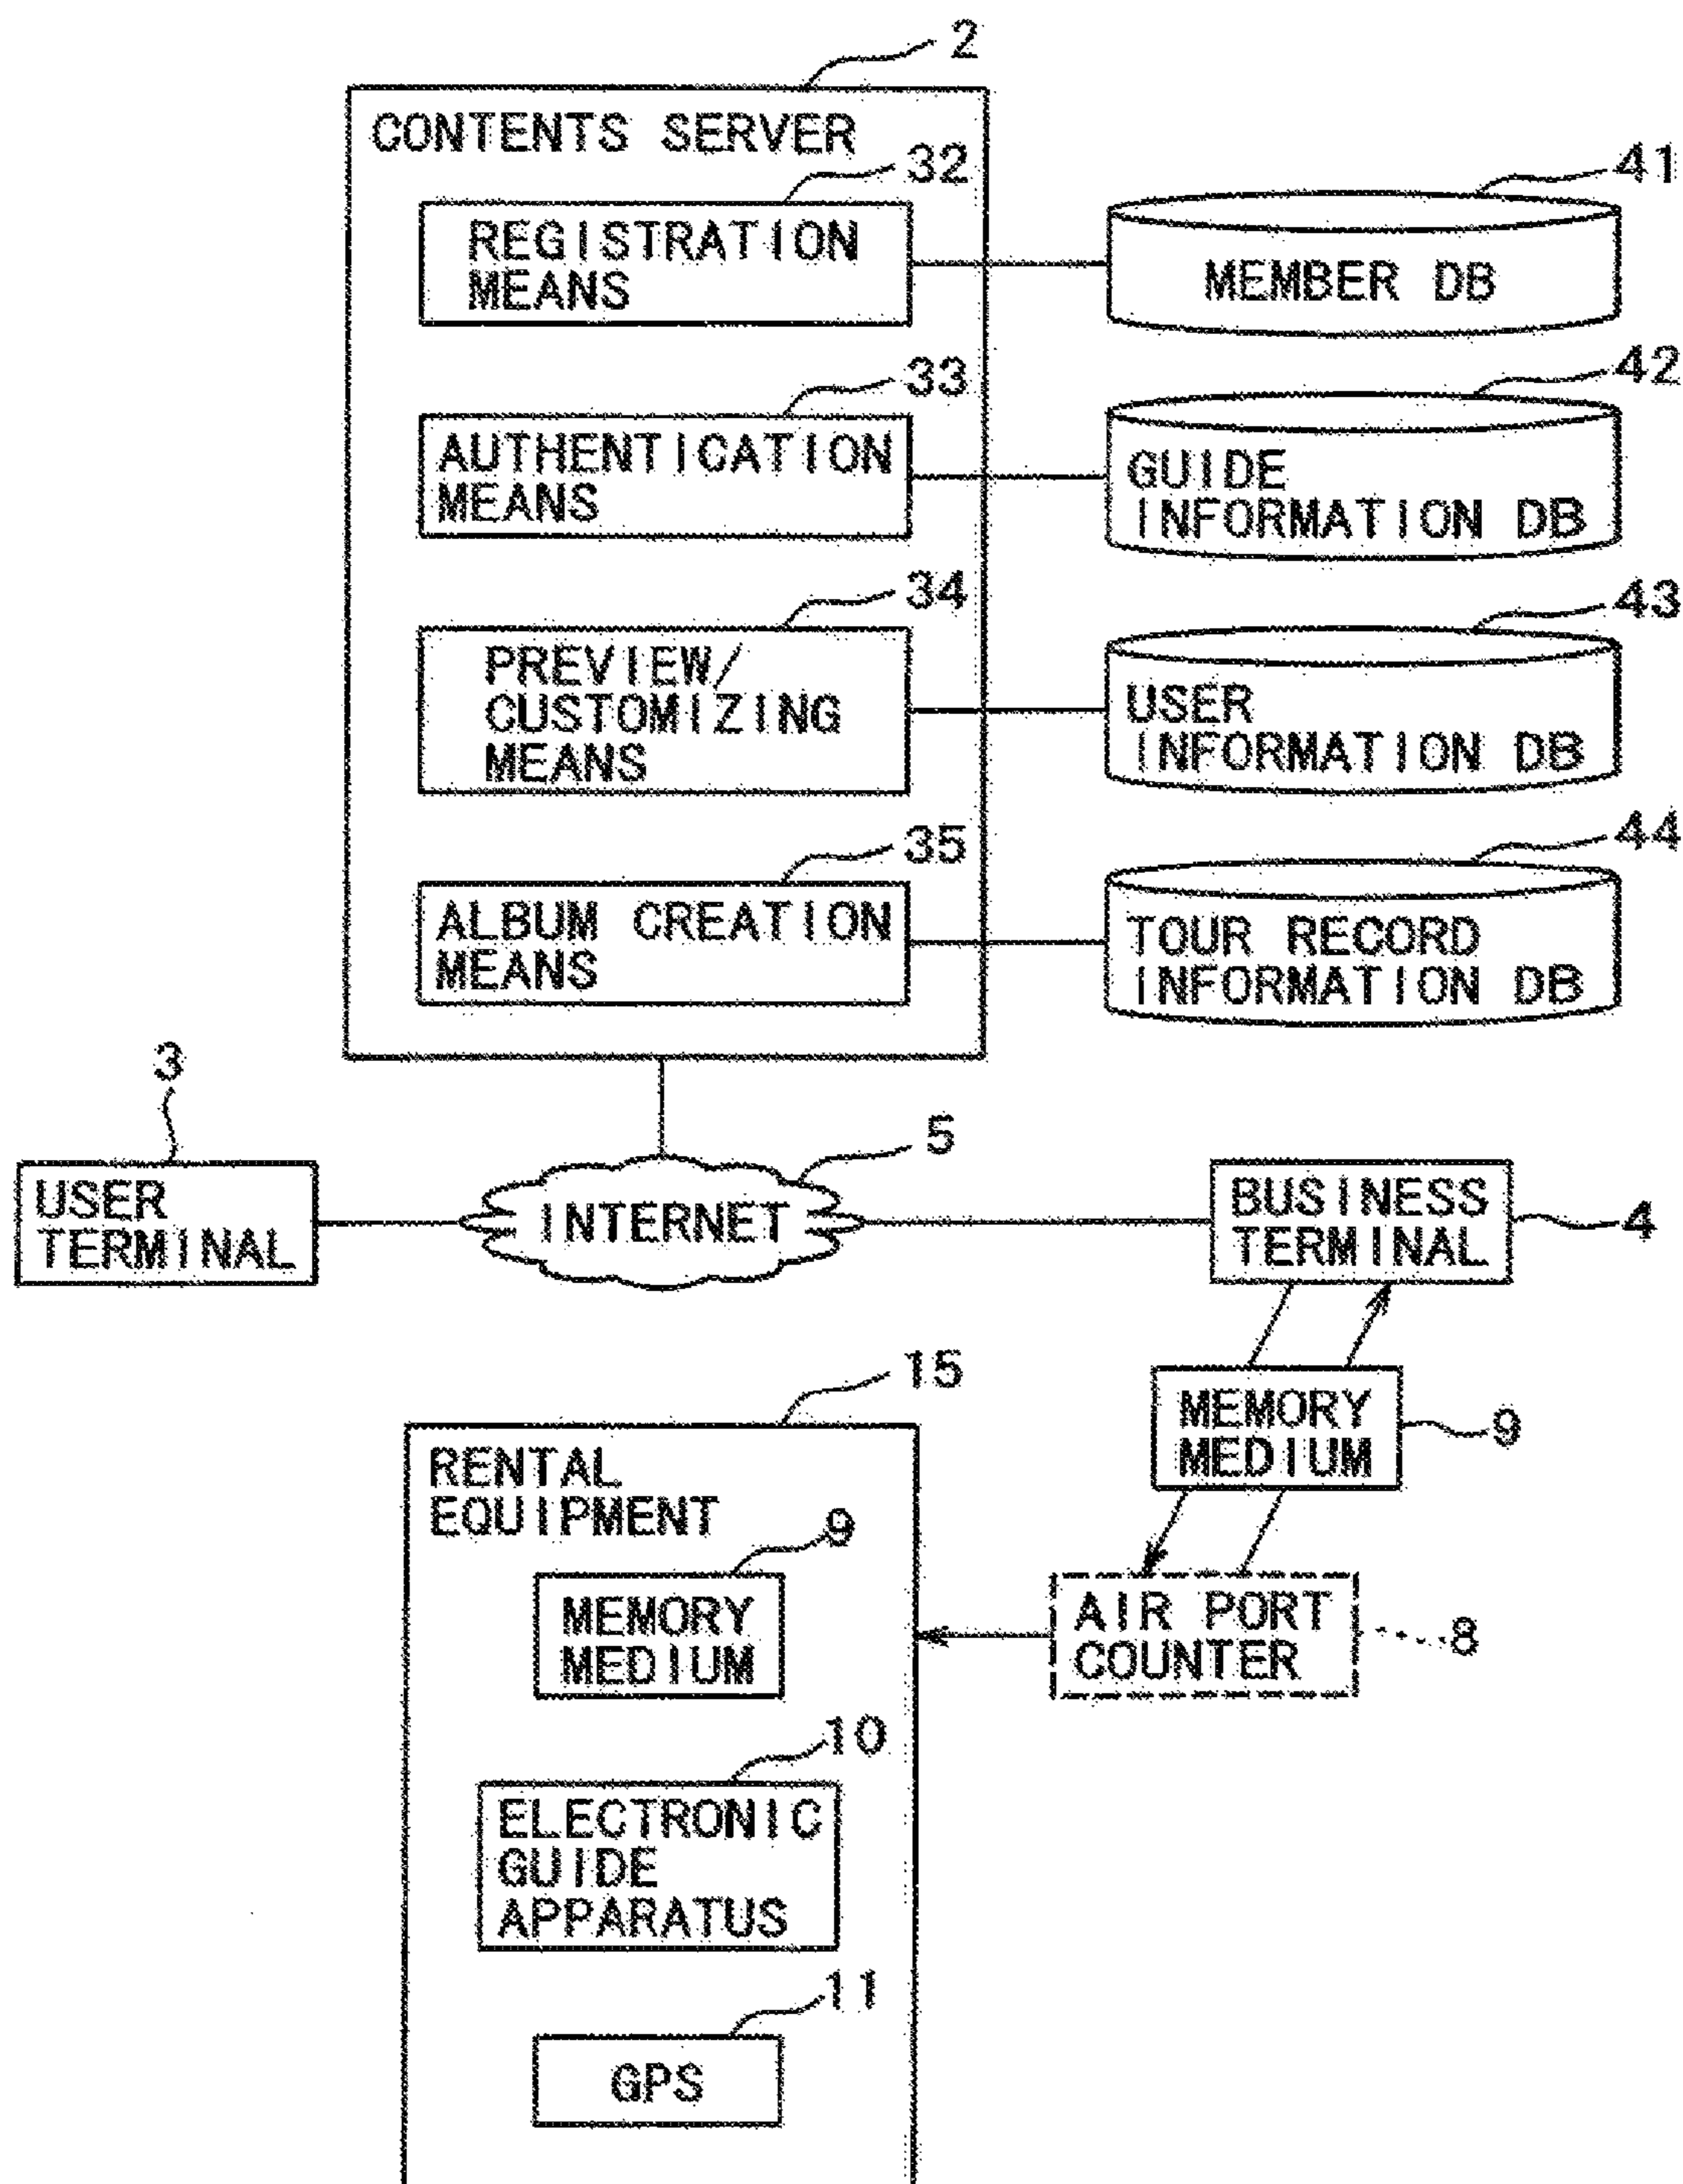 2
CONTENTS SERVER
32
REGISTRATION
MEANS
41
MEMBER DB
33
AUTHENTICATION
MEANS
42
GUIDE
INFORMATION DB
34
PREVIEW/
CUSTOMIZING
MEANS
43
USER
INFORMATION DB
35
ALBUM CREATION
MEANS
44
TOUR RECORD
INFORMATION DB
3
USER
TERMINAL
5
INTERNET
BUSINESS
TERMINAL
4
MEMORY
MEDIUM
9
15
RENTAL
EQUIPMENT
9
MEMORY
MEDIUM
AIR PORT
COUNTER
8
10
ELECTRONIC
GUIDE
APPARATUS
11
GPS